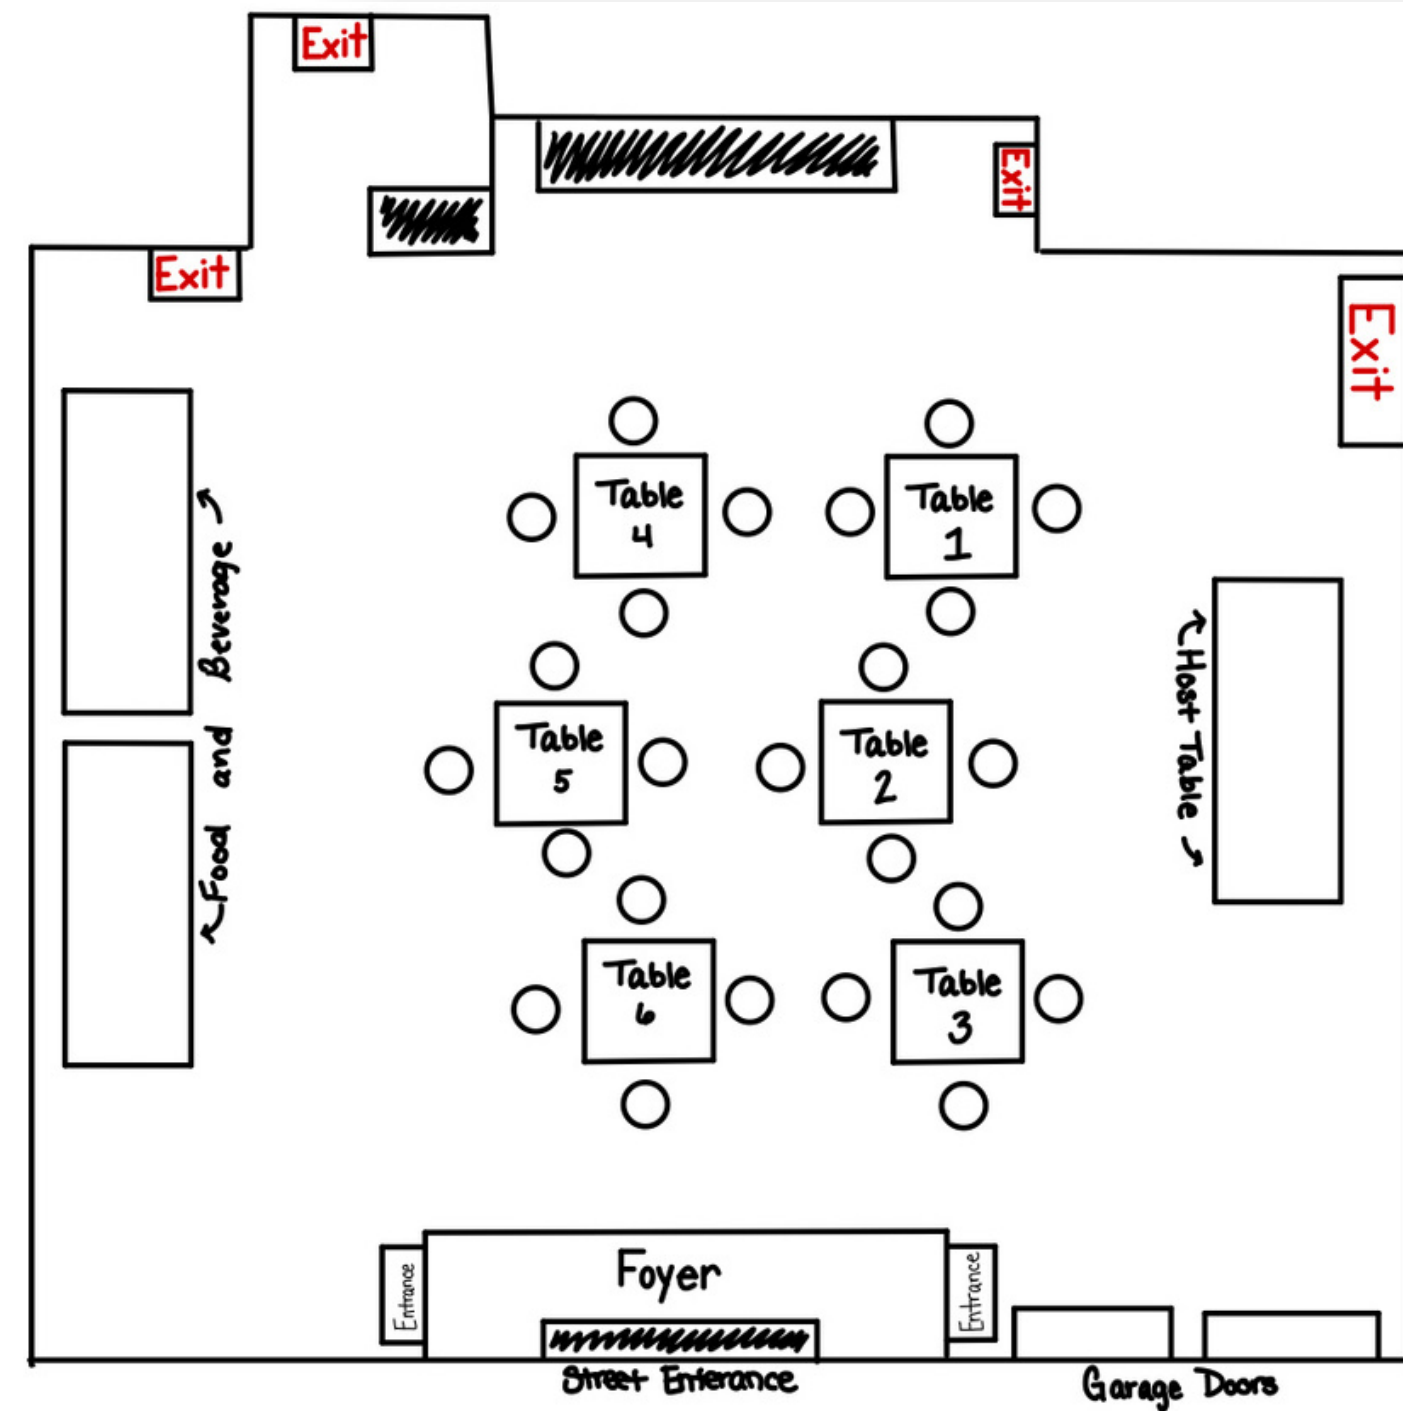 Exit
Exit
Exit
Exit
Table
4
Table
1
Food and Beverage
Host Table
Table
5
Table
2
Table
6
Table
3
Foyer
Entrance
Entrance
Street Enterance
Garage Doors